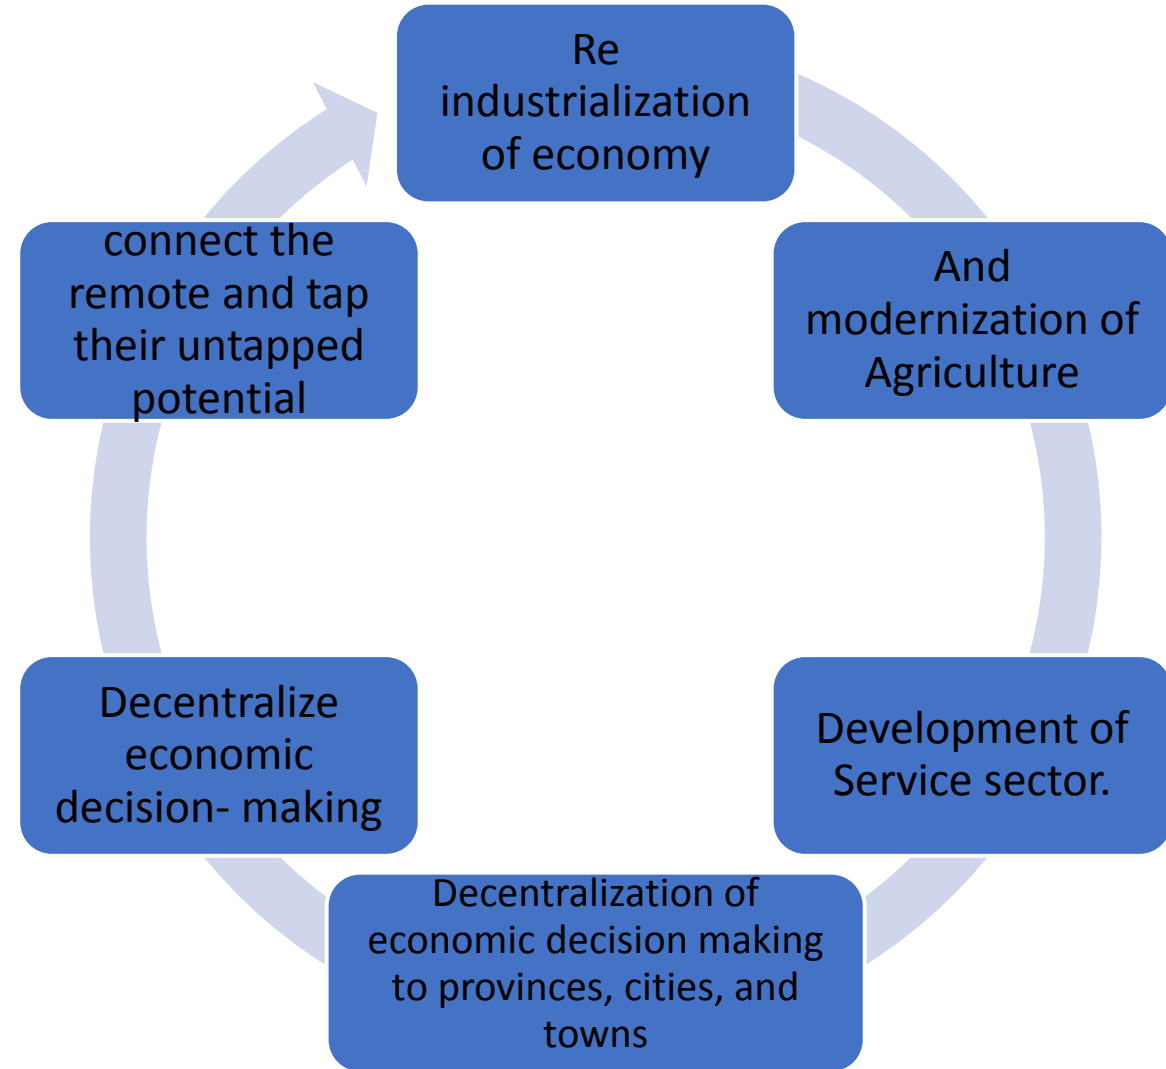 Re
industrialization
of economy
And
modernization of
Agriculture
Development of
Service sector.
Decentralization of
economic decision making
to provinces, cities, and
towns
Decentralize
economic
decision- making
connect the
remote and tap
their untapped
potential